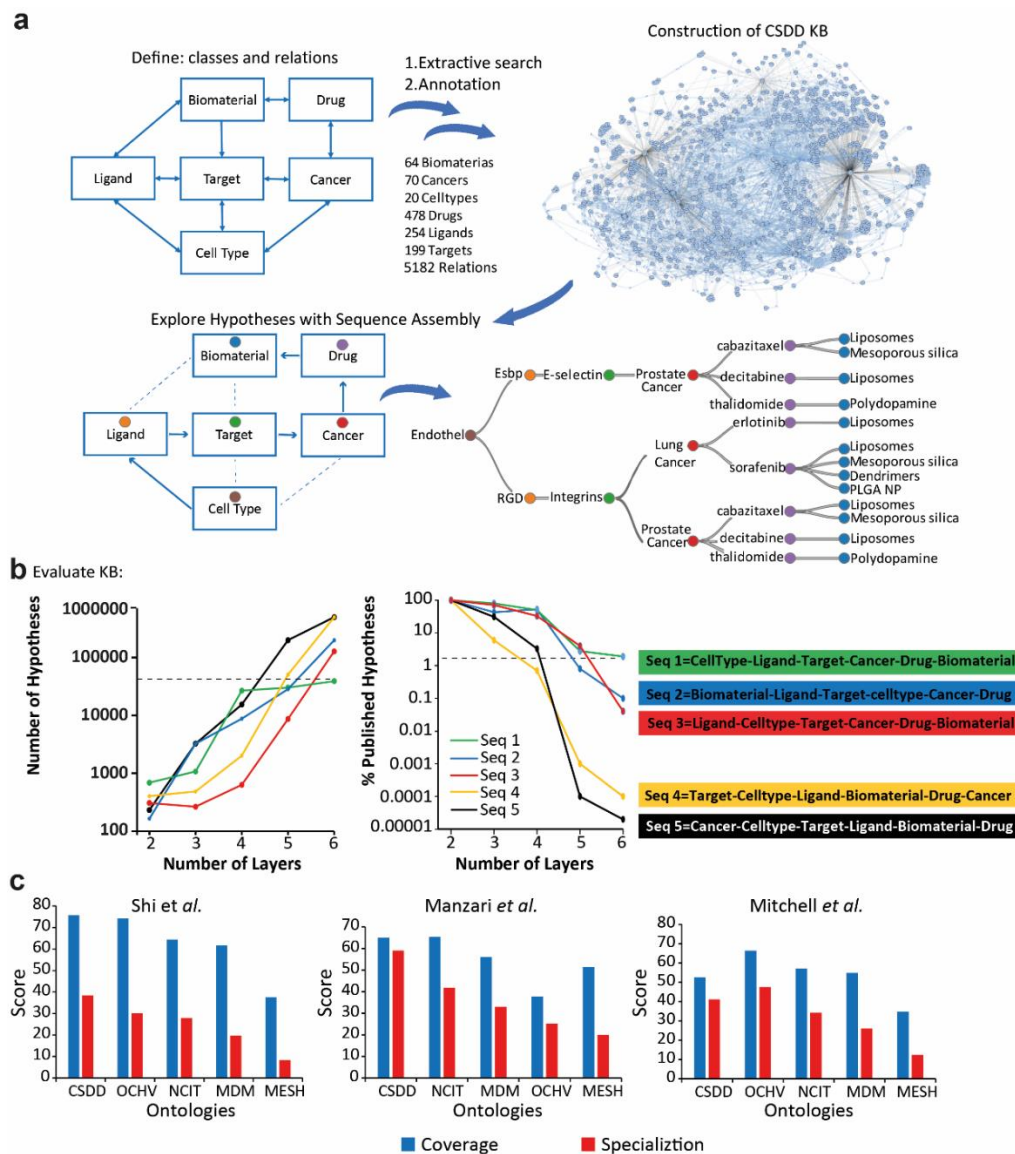 a
Define: classes and relations
1.Extractive search
2.Annotation
Construction of CSDD KB
Biomaterial
Drug
Ligand
Target
Cancer
Cell Type
64 Biomaterias
70 Cancers
20 Celltypes
478 Drugs
254 Ligands
199 Targets
5182 Relations
Explore Hypotheses with Sequence Assembly
Biomaterial
Drug
Ligand
Target
Cancer
Cell Type
Endothel
Esbp
E-selectin
Prostate
Cancer
cabazitaxel
Liposomes
Mesoporous silica
decitabine
Liposomes
thalidomide
Polydopamine
RGD
Integrins
Lung
Cancer
erlotinib
Liposomes
sorafenib
Liposomes
Mesoporous silica
Dendrimers
PLGA NP
Prostate
Cancer
cabazitaxel
Liposomes
Mesoporous silica
decitabine
Liposomes
thalidomide
Polydopamine
b Evaluate KB:
Number of Hypotheses
1000000
100000
10000
1000
100
2 3 4 5 6
Number of Layers
% Published Hypotheses
100
10
1
0.1
0.01
0.001
0.0001
0.00001
Seq 1
Seq 2
Seq 3
Seq 4
Seq 5
2 3 4 5 6
Number of Layers
Seq 1=CellType-Ligand-Target-Cancer-Drug-Biomaterial
Seq 2=Biomaterial-Ligand-Target-celltype-Cancer-Drug
Seq 3=Ligand-Celltype-Target-Cancer-Drug-Biomaterial
Seq 4=Target-Celltype-Ligand-Biomaterial-Drug-Cancer
Seq 5=Cancer-Celltype-Target-Ligand-Biomaterial-Drug
c
Shi et al.
Score
80
70
60
50
40
30
20
10
0
CSDD OCHV NCIT MDM MESH
Ontologies
Manzari et al.
Score
80
70
60
50
40
30
20
10
0
CSDD NCIT MDM OCHV MESH
Ontologies
Mitchell et al.
Score
80
70
60
50
40
30
20
10
0
CSDD OCHV NCIT MDM MESH
Ontologies
Coverage
Specializtion